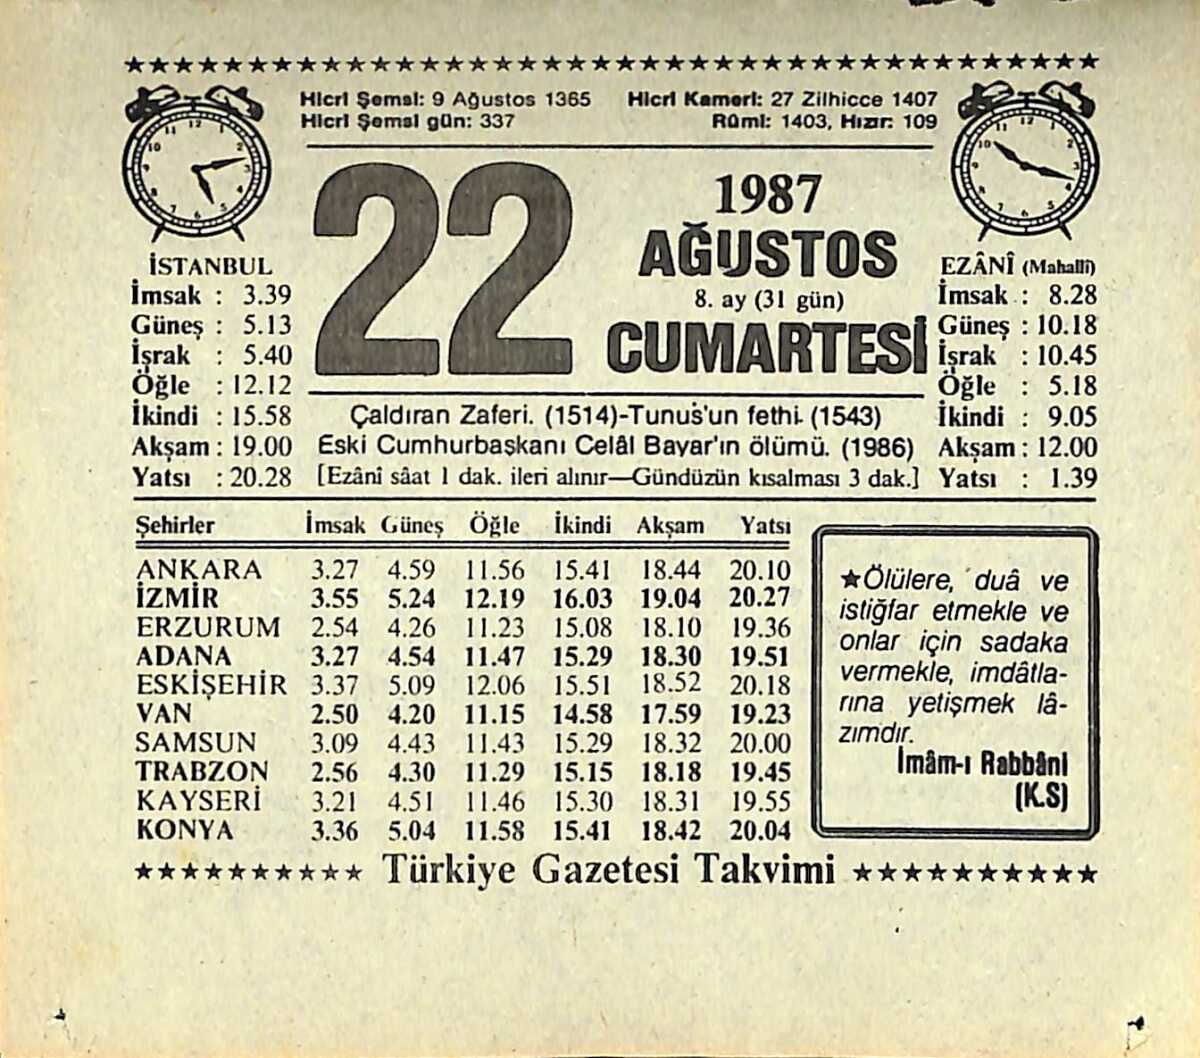 Hicri Şemsi: 9 Ağustos 1365 Hicri Kameri: 27 Zilhicce 1407
Hicri Şemsi gün: 337 Rûmi: 1403, Hızır: 109
22
1987
AĞUSTOS
8. ay (31 gün)
CUMARTESİ
İSTANBUL
İmsak : 3.39
Güneş : 5.13
İşrak : 5.40
Öğle : 12.12
İkindi : 15.58
Akşam : 19.00
Yatsı : 20.28
EZÂNÎ (Mahallî)
İmsak : 8.28
Güneş : 10.18
İşrak : 10.45
Öğle : 5.18
İkindi : 9.05
Akşam : 12.00
Yatsı : 1.39
Çaldıran Zaferi. (1514)-Tunus'un fethi. (1543)
Eski Cumhurbaşkanı Celâl Bayar'ın ölümü. (1986)
[Ezânî sâat 1 dak. ileri alınır—Gündüzün kısalması 3 dak.]
Şehirler İmsak Güneş Öğle İkindi Akşam Yatsı
ANKARA 3.27 4.59 11.56 15.41 18.44 20.10
İZMİR 3.55 5.24 12.19 16.03 19.04 20.27
ERZURUM 2.54 4.26 11.23 15.08 18.10 19.36
ADANA 3.27 4.54 11.47 15.29 18.30 19.51
ESKİŞEHİR 3.37 5.09 12.06 15.51 18.52 20.18
VAN 2.50 4.20 11.15 14.58 17.59 19.23
SAMSUN 3.09 4.43 11.43 15.29 18.32 20.00
TRABZON 2.56 4.30 11.29 15.15 18.18 19.45
KAYSERİ 3.21 4.51 11.46 15.30 18.31 19.55
KONYA 3.36 5.04 11.58 15.41 18.42 20.04
★Ölülere, duâ ve
istiğfar etmekle ve
onlar için sadaka
vermekle, imdâtla-
rına yetişmek lâ-
zımdır.
İmâm-ı Rabbânî
(K.S)
Türkiye Gazetesi Takvimi